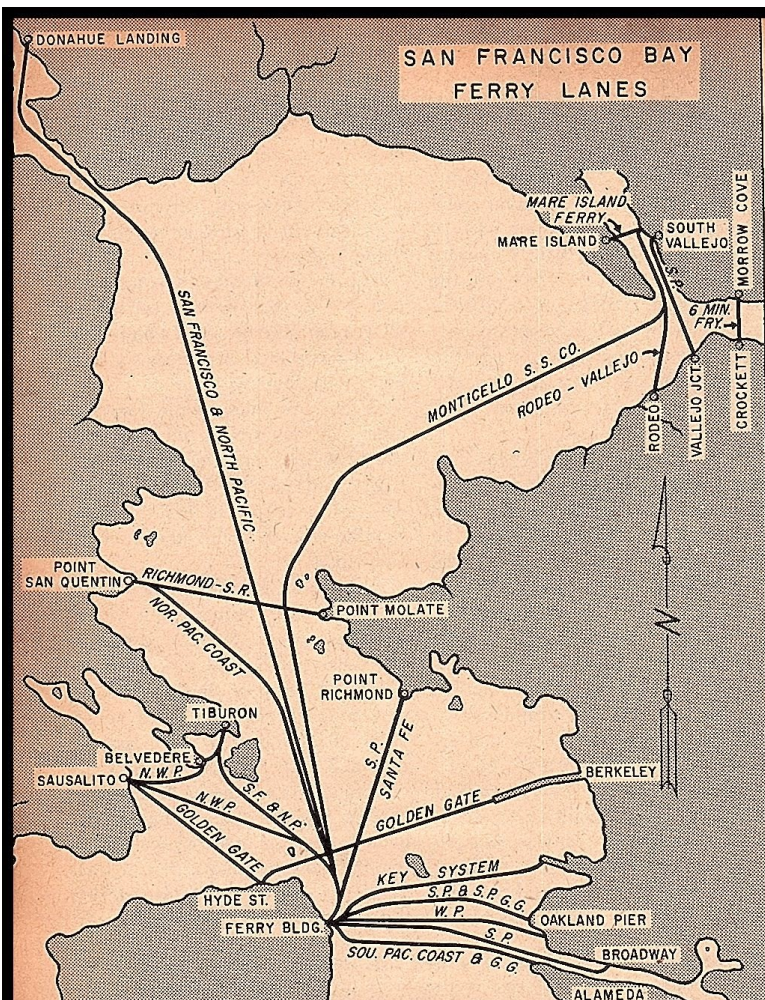 DONAHUE LANDING
SAN FRANCISCO BAY
FERRY LANES
MARE ISLAND
FERRY
MARE ISLAND
SOUTH
VALLEJO
MORROW COVE
S.P.
6 MIN.
FRY.
SAN FRANCISCO & NORTH PACIFIC
MONTICELLO S. S. CO.
RODEO - VALLEJO
RODEO
VALLEJO JCT.
CROCKETT
POINT
SAN QUENTIN
RICHMOND-S.R.
POINT MOLATE
NOR. PAC. COAST
N
POINT
RICHMOND
TIBURON
S.P.
SANTA FE
BELVEDERE
SAUSALITO
N.W.P.
BERKELEY
N.W.P.
S.F. & N.P.
GOLDEN GATE
GOLDEN GATE
KEY SYSTEM
HYDE ST.
S.P. & S.P. G.G.
W.P.
OAKLAND PIER
FERRY BLDG.
S.P.
SOU. PAC. COAST & G.G.
BROADWAY
ALAMEDA